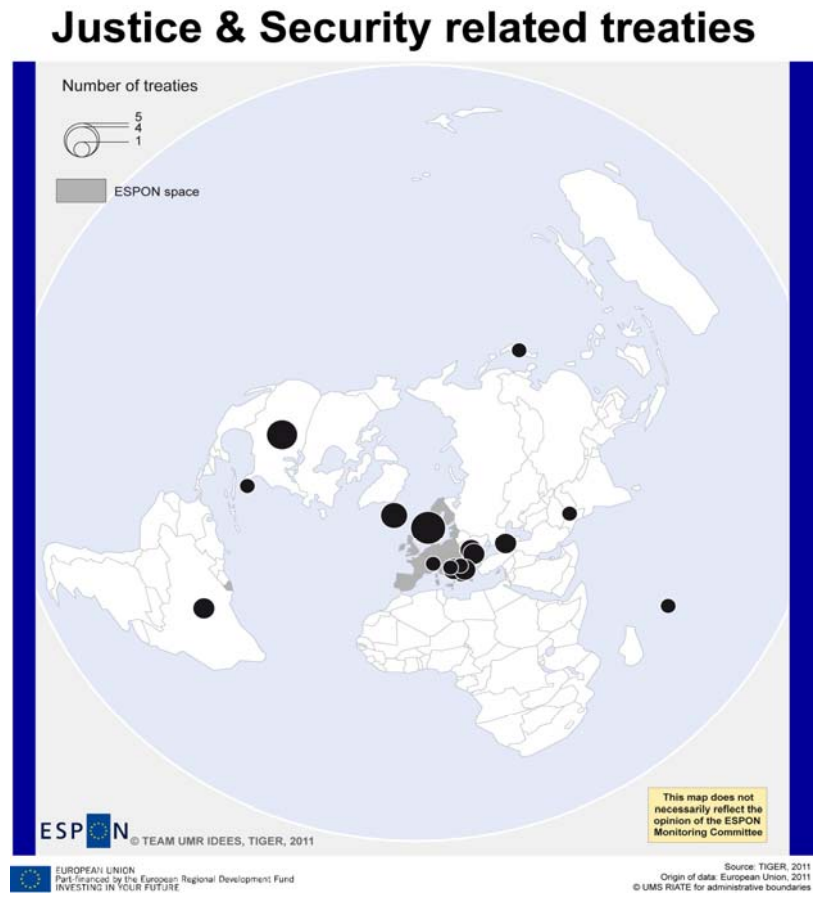 Justice & Security related treaties
Number of treaties
5
4
1
ESPON space
This map does not
necessarily reflect the
opinion of the ESPON
Monitoring Committee
ESPON
© TEAM UMR IDEES, TIGER, 2011
EUROPEAN UNION
Part-financed by the European Regional Development Fund
INVESTING IN YOUR FUTURE
Source: TIGER, 2011
Origin of data: European Union, 2011
© UMS RIATE for administrative boundaries